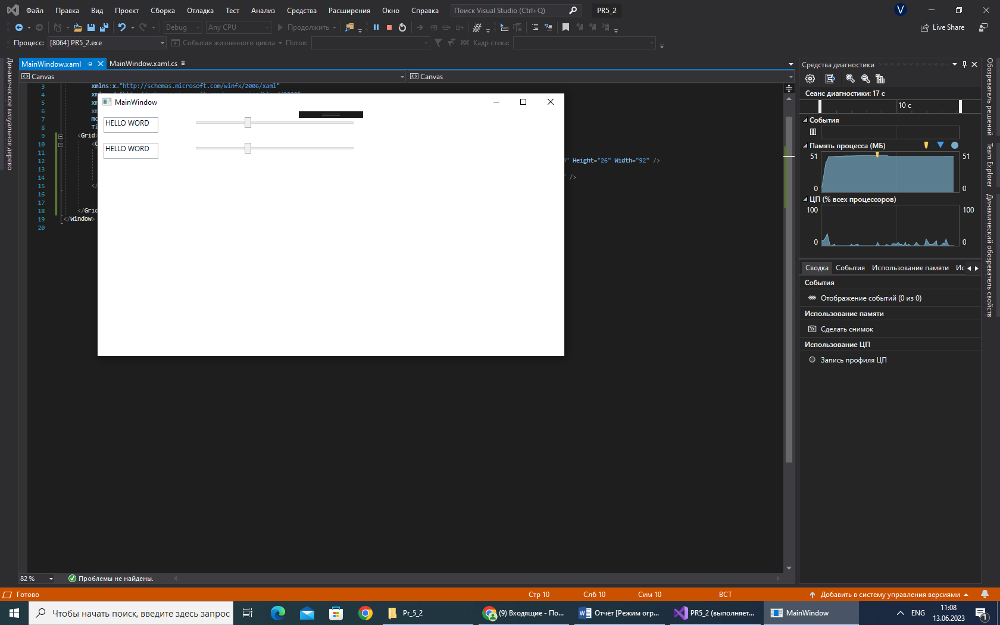 Файл Правка Вид Проект Сборка Отладка Тест Анализ Средства Расширения Окно Справка Поиск Visual Studio (Ctrl+Q) PR5_2 V
Debug Any CPU Продолжить Live Share
Процесс: [8064] PR5_2.exe События жизненного цикла Поток: Кадр стека:
Динамическое визуальное дерево
MainWindow.xaml MainWindow.xaml.cs
Canvas Canvas
3 xmlns:x="http://schemas.microsoft.com/winfx/2006/xaml"
4
5 xm
6 xm
7 mc
8 Ti
9 <Grid>
10 <C
11
12 " Height="26" Width="92" />
13
14 />
15 </
16
17
18 </Grid
19 </Window>
20
MainWindow
HELLO WORD
HELLO WORD
82 % Проблемы не найдены.
Средства диагностики
Сеанс диагностики: 17 с
10 с
События
Память процесса (МБ)
51 51
0 0
ЦП (% всех процессоров)
100 100
0 0
Сводка События Использование памяти Ис
События
Отображение событий (0 из 0)
Использование памяти
Сделать снимок
Использование ЦП
Запись профиля ЦП
Обозреватель решений
Team Explorer
Динамический обозреватель свойств
Готово Стр 10 Слб 10 Сим 10 ВСТ Добавить в систему управления версиями
Чтобы начать поиск, введите здесь запрос Pr_5_2 (9) Входящие - По... Отчёт [Режим огр... PR5_2 (выполняет... MainWindow ENG 11:08
13.06.2023 1